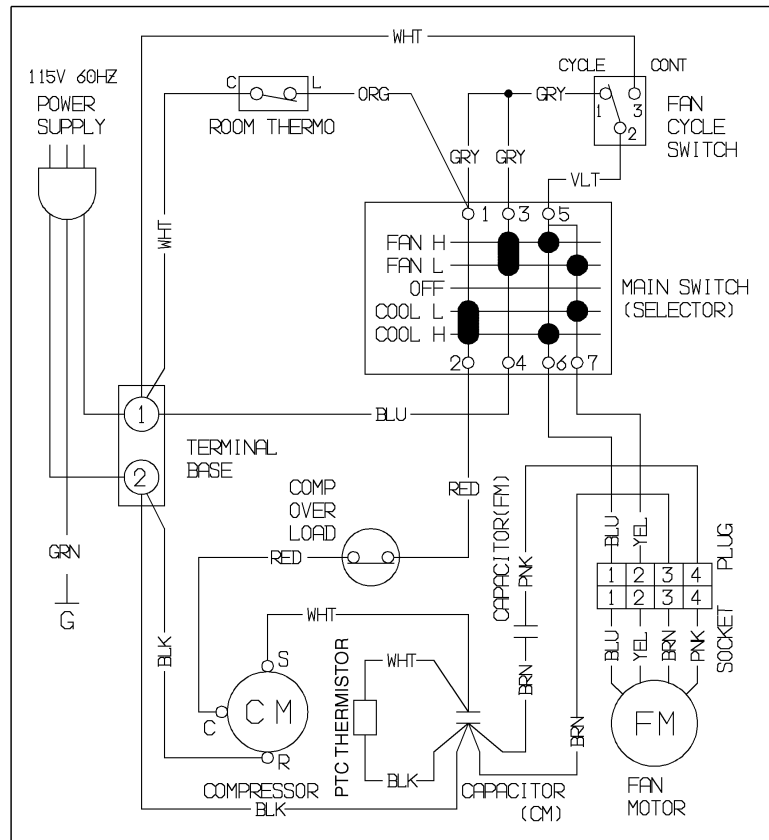 WHT
115V 60HZ
POWER
SUPPLY
C
L
ORG
ROOM THERMO
CYCLE
CONT
GRY
1
3
2
FAN
CYCLE
SWITCH
GRY
GRY
VLT
WHT
1
3
5
FAN H
FAN L
OFF
COOL L
COOL H
MAIN SWITCH
(SELECTOR)
2
4
6
7
1
BLU
TERMINAL
BASE
2
RED
COMP
OVER
LOAD
CAPACITOR(FM)
PNK
BLU
YEL
PLUG
GRN
G
RED
1 2 3 4
1 2 3 4
SOCKET
WHT
BLU
YEL
BRN
PNK
BLK
S
CM
C
R
COMPRESSOR
PTC THERMISTOR
WHT
BLK
BRN
BRN
FM
FAN
MOTOR
BLK
CAPACITOR
(CM)